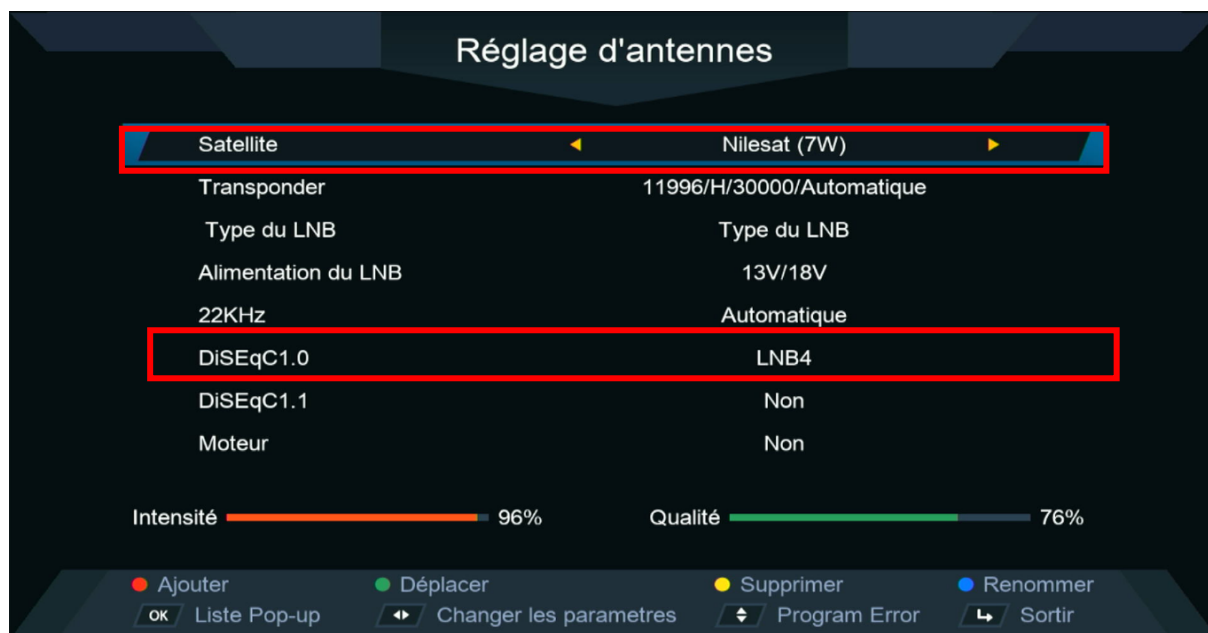 Réglage d'antennes
Satellite Nilesat (7W)
Transponder 11996/H/30000/Automatique
Type du LNB Type du LNB
Alimentation du LNB 13V/18V
22KHz Automatique
DiSEqC1.0 LNB4
DiSEqC1.1 Non
Moteur Non
Intensité 96% Qualité 76%
Ajouter Déplacer Supprimer Renommer
OK Liste Pop-up Changer les parametres Program Error Sortir